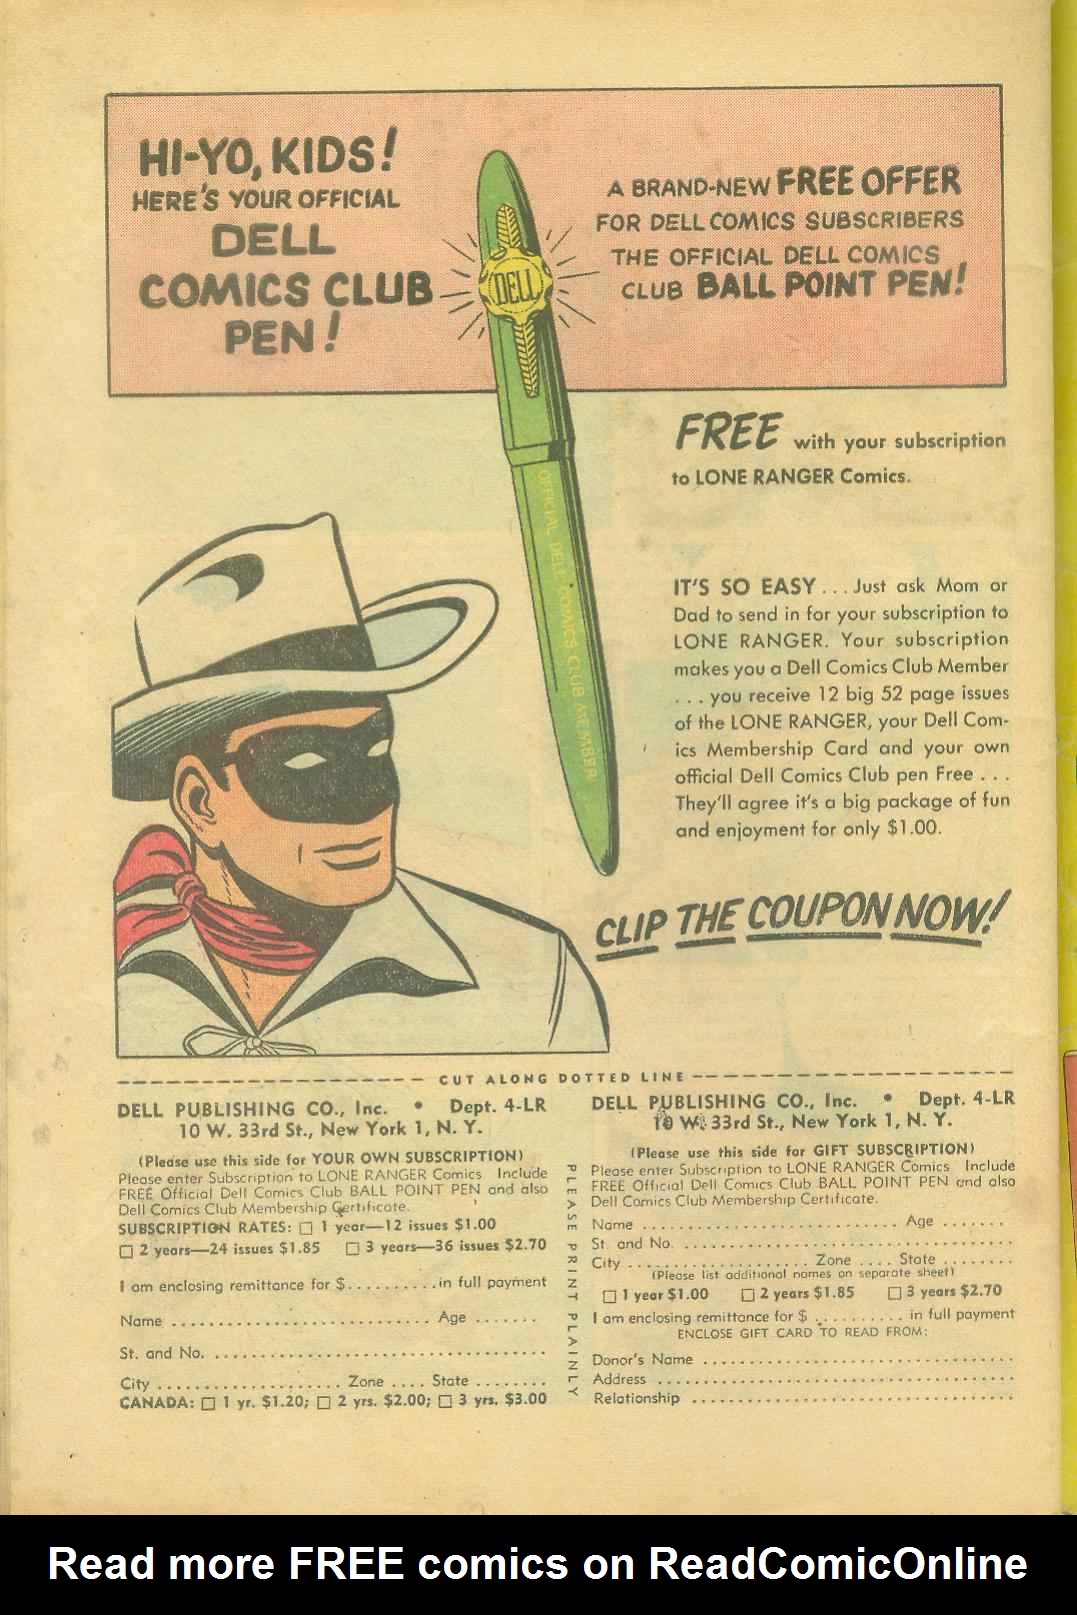 HI-YO, KIDS!
HERE'S YOUR OFFICIAL
DELL
COMICS CLUB
PEN!
DELL
A BRAND-NEW FREE OFFER
FOR DELL COMICS SUBSCRIBERS
THE OFFICIAL DELL COMICS
CLUB BALL POINT PEN!
OFFICIAL DELL COMICS CLUB MEMBER
FREE with your subscription
to LONE RANGER Comics.
IT'S SO EASY . . . Just ask Mom or
Dad to send in for your subscription to
LONE RANGER. Your subscription
makes you a Dell Comics Club Member
. . . you receive 12 big 52 page issues
of the LONE RANGER, your Dell Com-
ics Membership Card and your own
official Dell Comics Club pen Free . . .
They'll agree it's a big package of fun
and enjoyment for only $1.00.
CLIP THE COUPON NOW!
CUT ALONG DOTTED LINE
DELL PUBLISHING CO., Inc. • Dept. 4-LR
10 W. 33rd St., New York 1, N. Y.
(Please use this side for YOUR OWN SUBSCRIPTION)
Please enter Subscription to LONE RANGER Comics Include
FREE Official Dell Comics Club BALL POINT PEN and also
Dell Comics Club Membership Certificate.
SUBSCRIPTION RATES: □ 1 year—12 issues $1.00
□ 2 years—24 issues $1.85 □ 3 years—36 issues $2.70
I am enclosing remittance for $..........in full payment
Name ............................ Age .......
St. and No. ....................................
City .................... Zone .... State ........
CANADA: □ 1 yr. $1.20; □ 2 yrs. $2.00; □ 3 yrs. $3.00
PLEASE PRINT PLAINLY
DELL PUBLISHING CO., Inc. • Dept. 4-LR
10 W. 33rd St., New York 1, N. Y.
(Please use this side for GIFT SUBSCRIPTION)
Please enter Subscription to LONE RANGER Comics Include
FREE Official Dell Comics Club BALL POINT PEN and also
Dell Comics Club Membership Certificate.
Name ............................ Age .......
St. and No. ....................................
City .................... Zone .... State ........
(Please list additional names on separate sheet)
□ 1 year $1.00 □ 2 years $1.85 □ 3 years $2.70
I am enclosing remittance for $ .......... in full payment
ENCLOSE GIFT CARD TO READ FROM:
Donor's Name ..................................
Address .......................................
Relationship ...................................
Read more FREE comics on ReadComicOnline